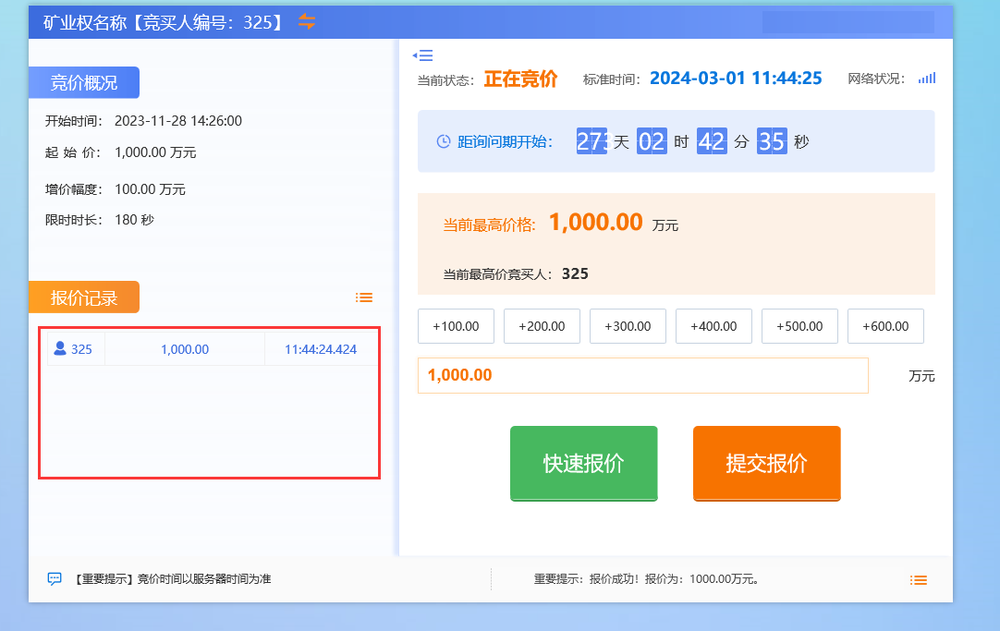 矿业权名称【竞买人编号：325】
竞价概况
开始时间： 2023-11-28 14:26:00
起 始 价： 1,000.00 万元
增价幅度： 100.00 万元
限时时长： 180 秒
报价记录
325 1,000.00 11:44:24.424
当前状态： 正在竞价 标准时间： 2024-03-01 11:44:25 网络状况：
距询问期开始： 273 天 02 时 42 分 35 秒
当前最高价格: 1,000.00 万元
当前最高价竞买人： 325
+100.00 +200.00 +300.00 +400.00 +500.00 +600.00
1,000.00 万元
快速报价 提交报价
【重要提示】竞价时间以服务器时间为准
重要提示：报价成功！报价为：1000.00万元。